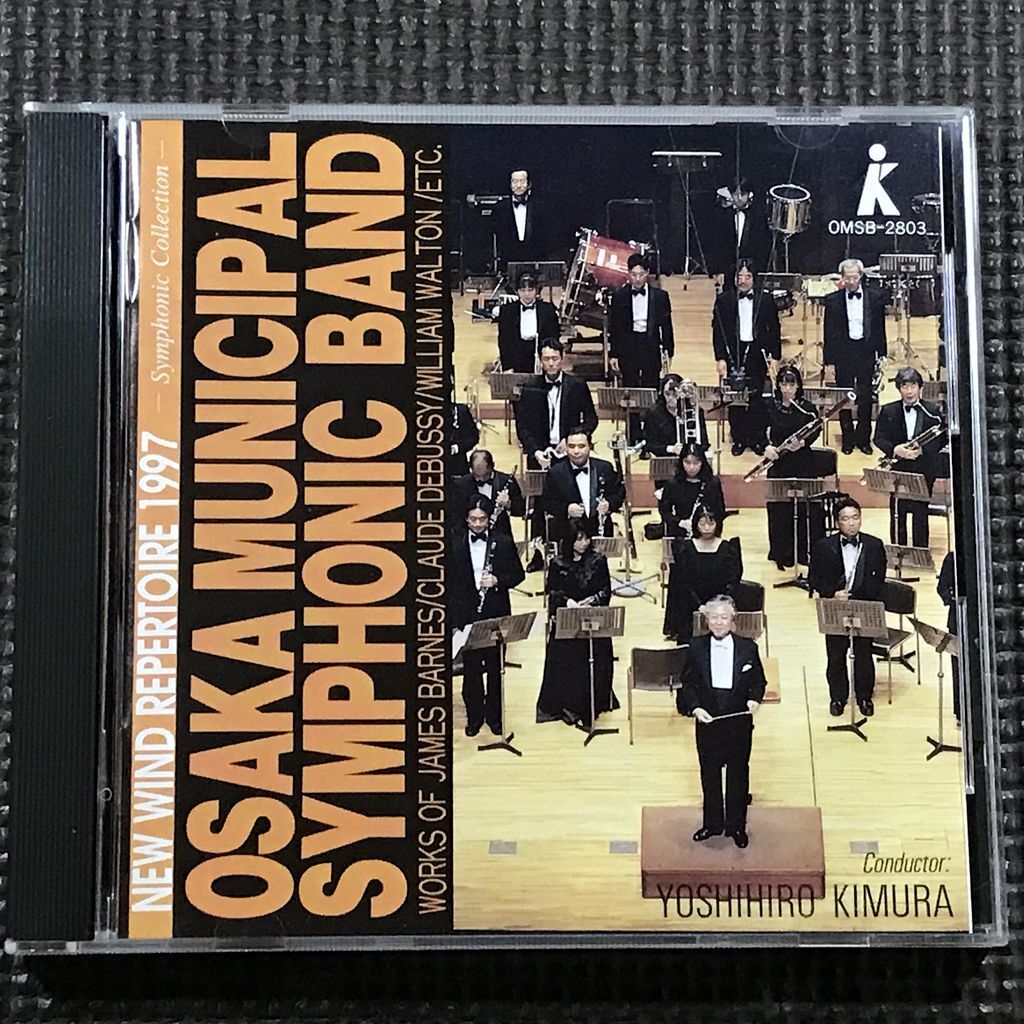 NEW WIND REPERTOIRE 1997 — Symphonic Collection —
OSAKA MUNICIPAL
SYMPHONIC BAND
WORKS OF JAMES BARNES/CLAUDE DEBUSSY/WILLIAM WALTON/ETC.
OMSB-2803
Conductor:
YOSHIHIRO KIMURA